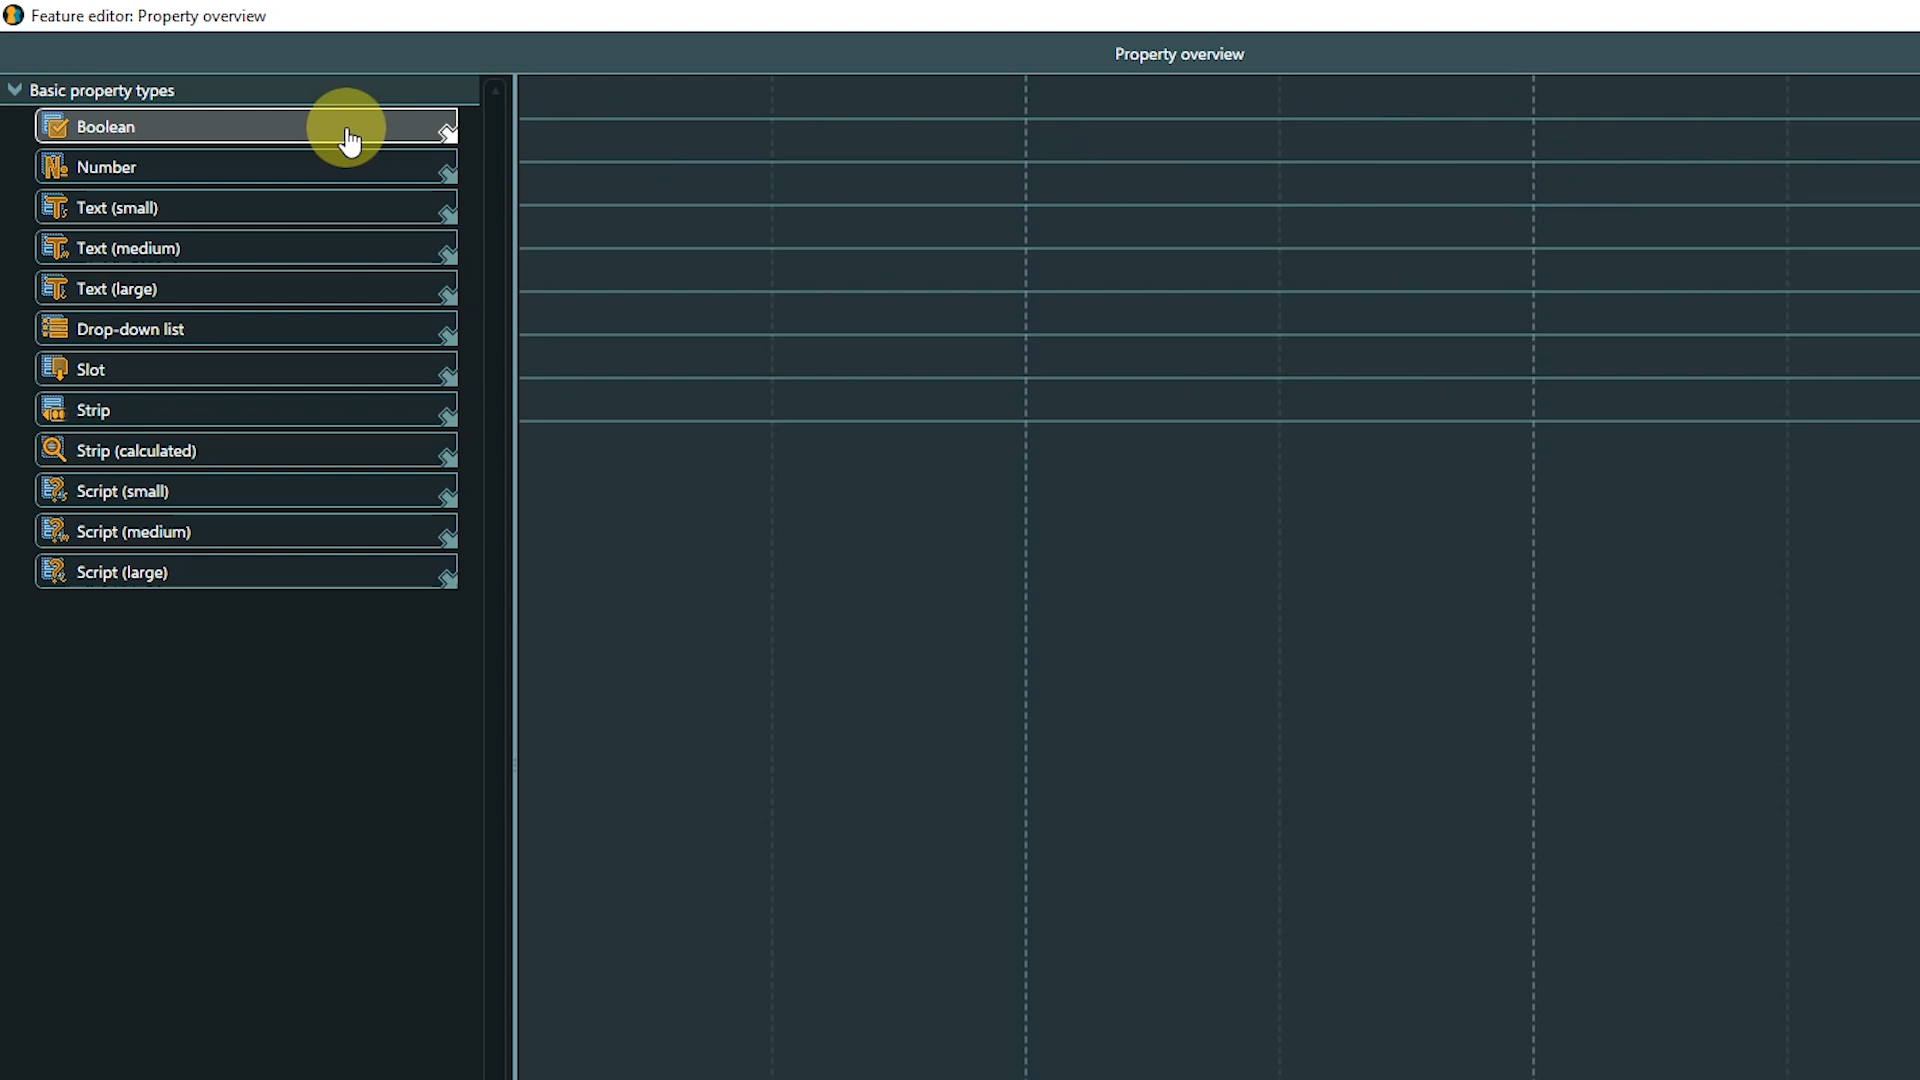 Feature editor: Property overview
Property overview
Basic property types
Boolean
Number
Text (small)
Text (medium)
Text (large)
Drop-down list
Slot
Strip
Strip (calculated)
Script (small)
Script (medium)
Script (large)